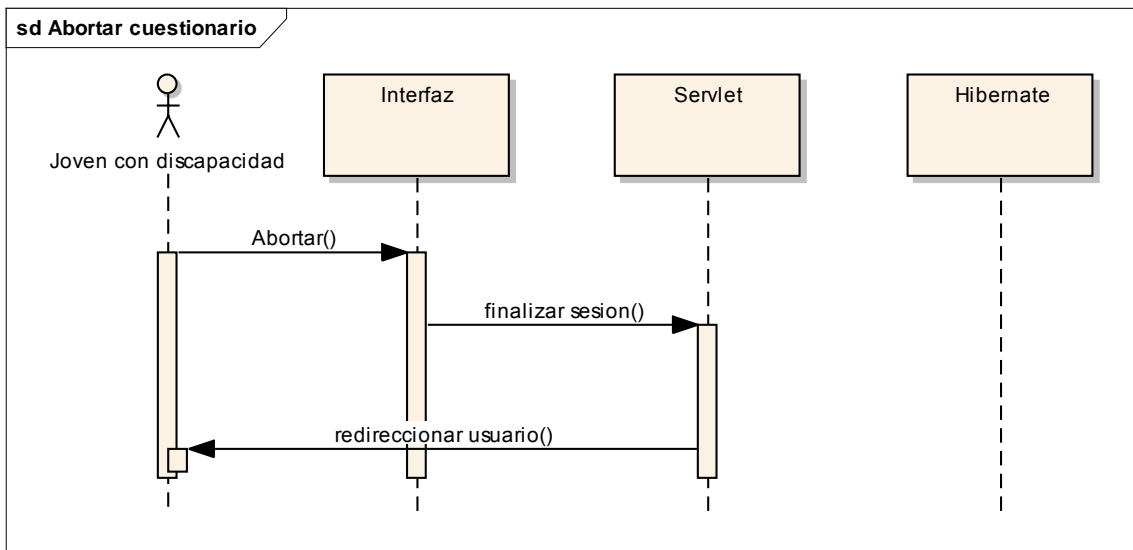 sd Abortar cuestionario
Joven con discapacidad
Interfaz
Servlet
Hibernate
Abortar()
finalizar sesion()
redireccionar usuario()